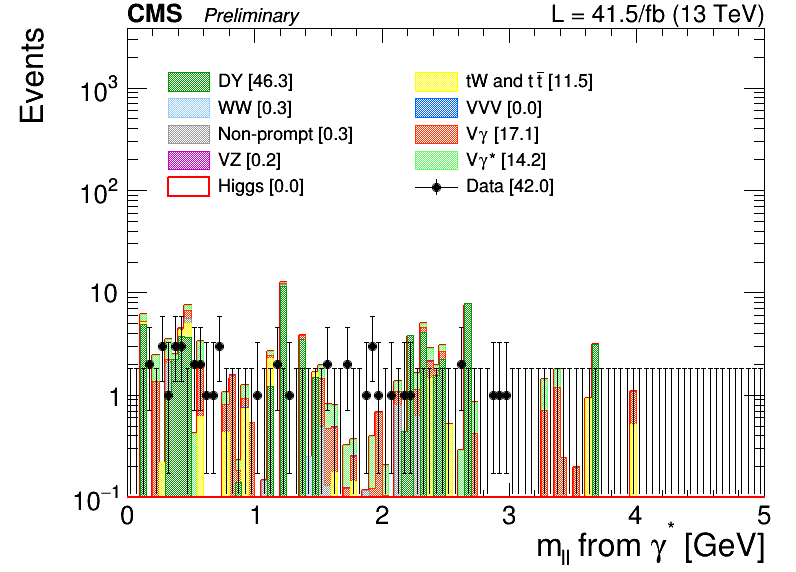 CMS Preliminary L = 41.5/fb (13 TeV)
Events
DY [46.3] tW and t t̄ [11.5]
WW [0.3] VVV [0.0]
Non-prompt [0.3] Vγ [17.1]
VZ [0.2] Vγ* [14.2]
Higgs [0.0] Data [42.0]
10³
10²
10
1
10⁻¹
0 1 2 3 4 5
m_ll from γ* [GeV]